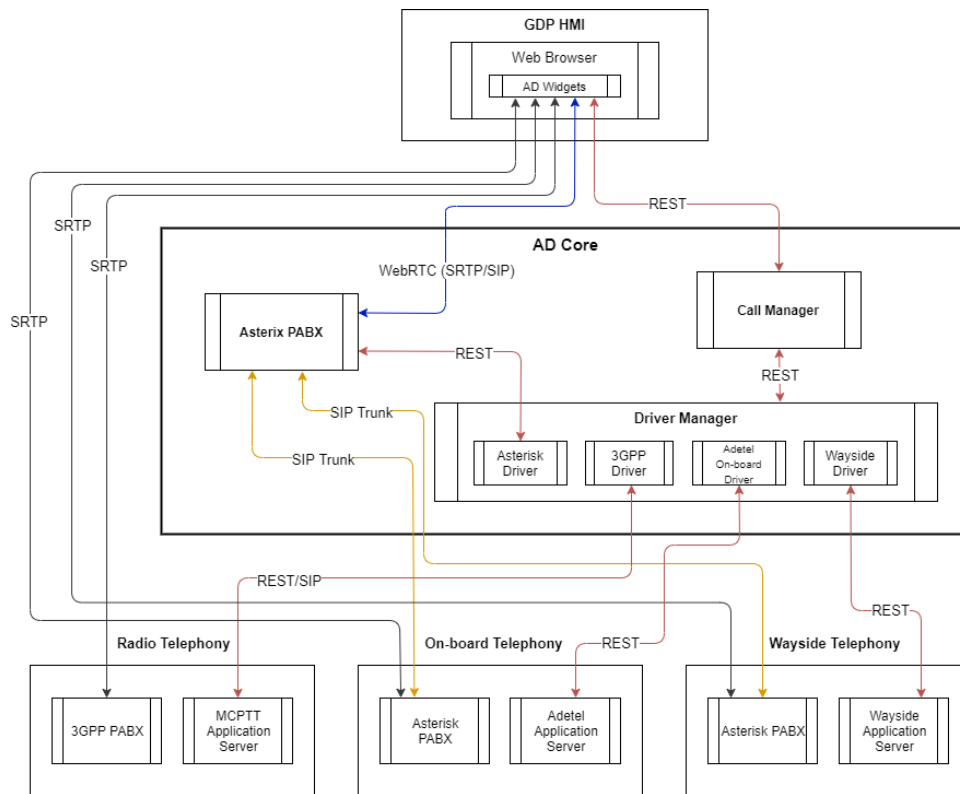 GDP HMI
Web Browser
AD Widgets
SRTP
REST
SRTP
AD Core
SRTP
WebRTC (SRTP/SIP)
Call Manager
Asterix PABX
REST
REST
SIP Trunk
Driver Manager
SIP Trunk
Asterisk
Driver
3GPP
Driver
Adetel
On-board
Driver
Wayside
Driver
REST/SIP
REST
REST
Radio Telephony
On-board Telephony
Wayside Telephony
3GPP PABX
MCPTT
Application
Server
Asterisk
PABX
Adetel
Application
Server
Asterisk PABX
Wayside
Application
Server